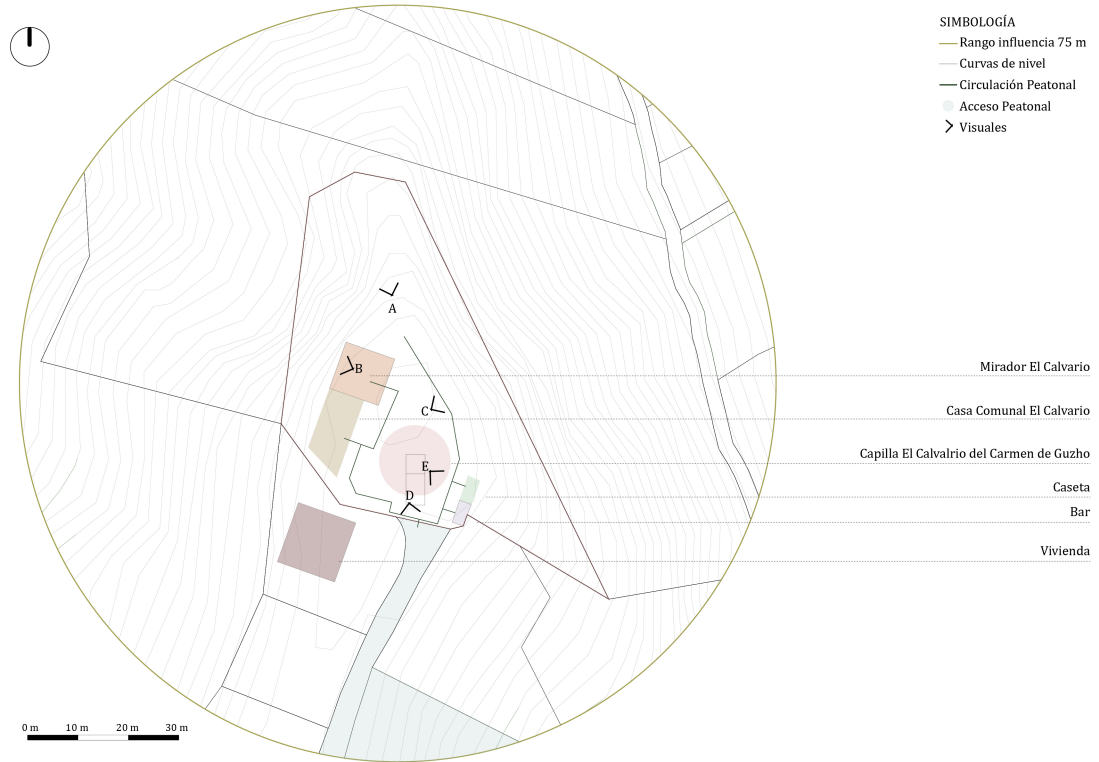 SIMBOLOGÍA
Rango influencia 75 m
Curvas de nivel
Circulación Peatonal
Acceso Peatonal
Visuales
A
B
Mirador El Calvario
C
Casa Comunal El Calvario
Capilla El Calvalrio del Carmen de Guzho
E
Caseta
D
Bar
Vivienda
0 m 10 m 20 m 30 m